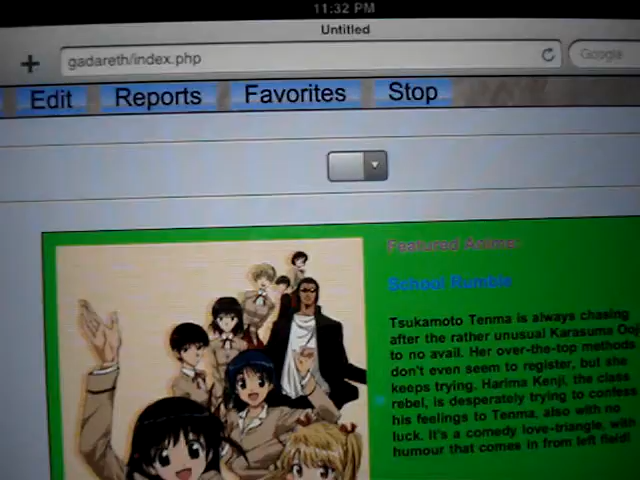 11:32 PM
Untitled
gadareth/index.php
Google
Edit Reports Favorites Stop
Featured Anime-
School Rumble
Tsukamoto Tenma is always chasing
after the rather unusual Karasuma Oo
to no avail. Her over-the-top methods
don't even seem to register, but she
keeps trying. Harima Kenji, the class
rebel, is desperately trying to confess
his feelings to Tenma, also with no
luck. It's a comedy love-triangle, with
humour that comes in from left field!